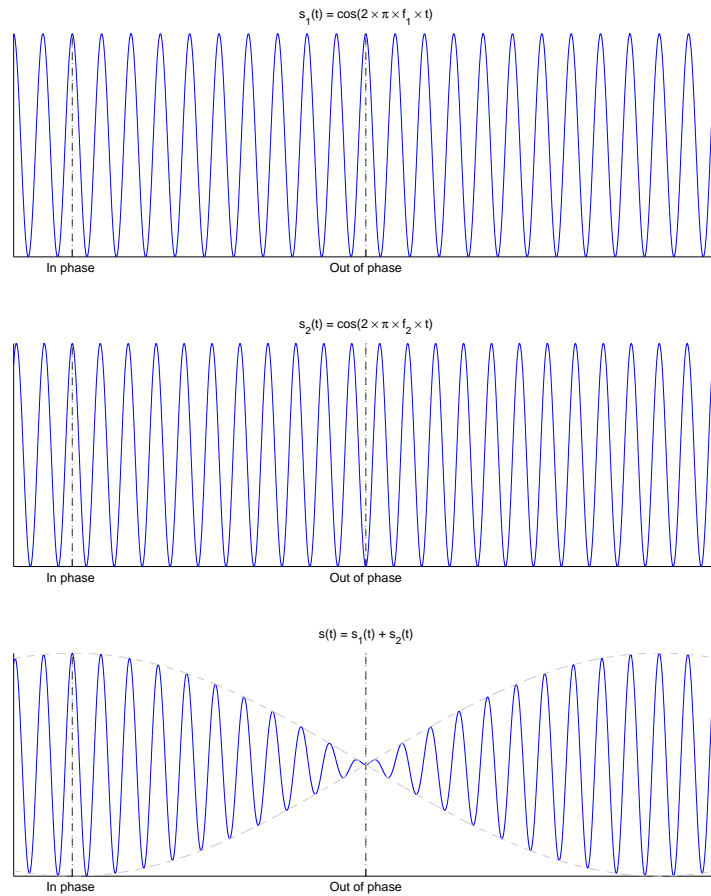 s₁(t) = cos(2 × π × f₁ × t)
In phase
Out of phase
s₂(t) = cos(2 × π × f₂ × t)
In phase
Out of phase
s(t) = s₁(t) + s₂(t)
In phase
Out of phase